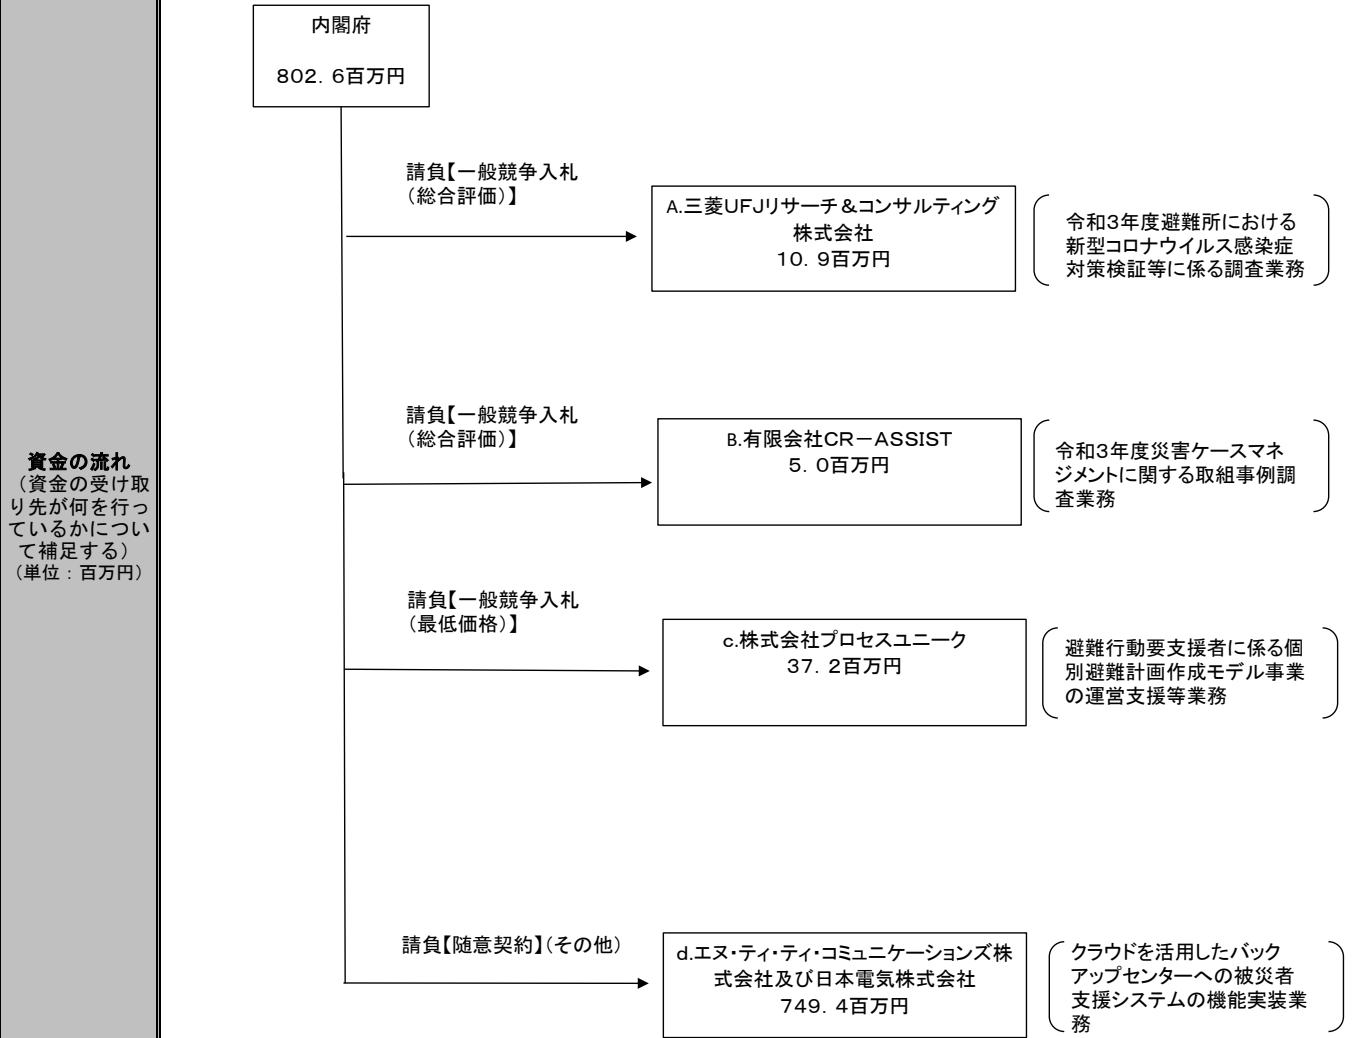 資金の流れ
（資金の受け取
り先が何を行っ
ているかについ
て補足する）
（単位：百万円）
内閣府
802．6百万円
請負【一般競争入札
（総合評価）】
A.三菱UFJリサーチ＆コンサルティング
株式会社
10．9百万円
令和3年度避難所における
新型コロナウイルス感染症
対策検証等に係る調査業務
請負【一般競争入札
（総合評価）】
B.有限会社CR－ASSIST
5．0百万円
令和3年度災害ケースマネ
ジメントに関する取組事例調
査業務
請負【一般競争入札
（最低価格）】
c.株式会社プロセスユニーク
37．2百万円
避難行動要支援者に係る個
別避難計画作成モデル事業
の運営支援等業務
請負【随意契約】（その他）
d.エヌ・ティ・ティ・コミュニケーションズ株
式会社及び日本電気株式会社
749．4百万円
クラウドを活用したバック
アップセンターへの被災者
支援システムの機能実装業
務